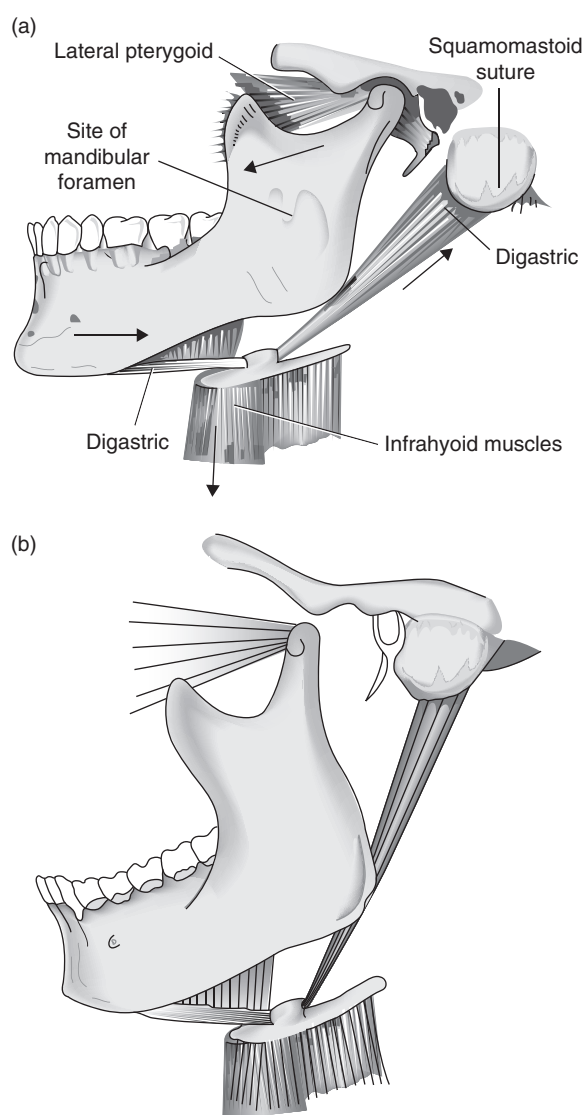 (a)
Lateral pterygoid
Squamomastoid
suture
Site of
mandibular
foramen
Digastric
Digastric
Infrahyoid muscles
(b)